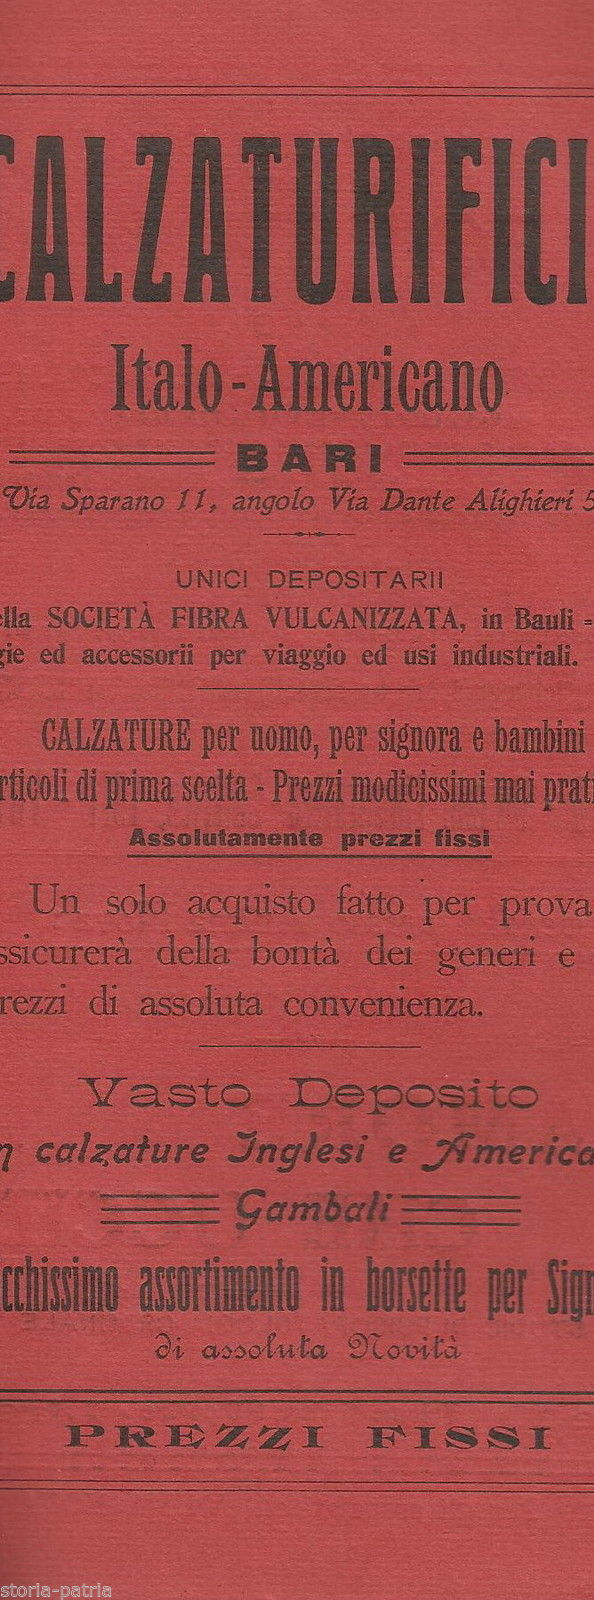 CALZATURIFICI
Italo-Americano
BARI
Via Sparano 11, angolo Via Dante Alighieri 5
UNICI DEPOSITARII
ella SOCIETÀ FIBRA VULCANIZZATA, in Bauli =
gie ed accessorii per viaggio ed usi industriali.
CALZATURE per uomo, per signora e bambini
rticoli di prima scelta - Prezzi modicissimi mai prati
Assolutamente prezzi fissi
Un solo acquisto fatto per prova
ssicurerà della bontà dei generi e
rezzi di assoluta convenienza.
Vasto Deposito
n calzature Inglesi e America
Gambali
icchissimo assortimento in borsette per Sign
di assoluta Novità
PREZZI FISSI
storia-patria